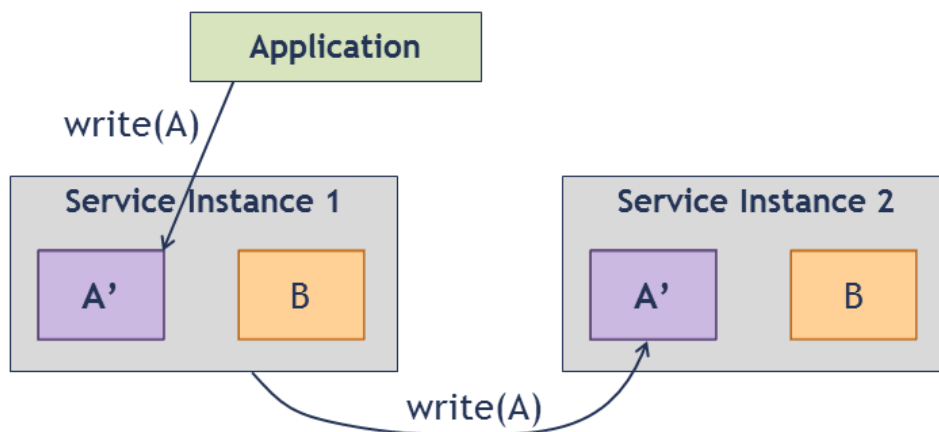 Application
write(A)
Service Instance 1
Service Instance 2
A’
B
A’
B
write(A)